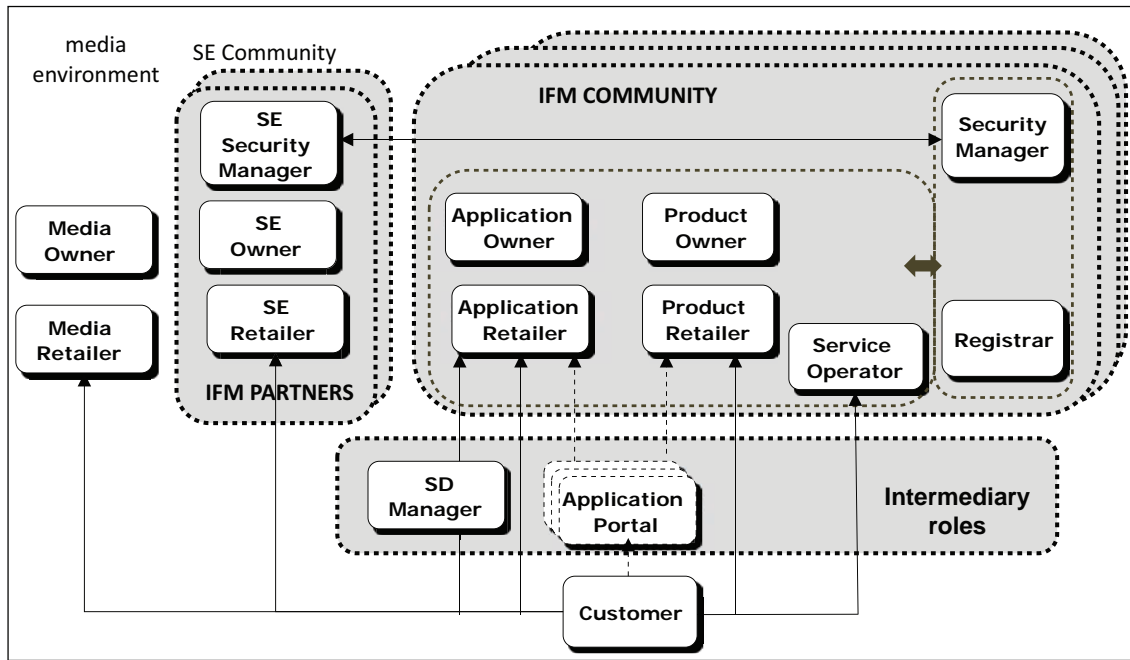 media
environment
SE Community
IFM COMMUNITY
SE
Security
Manager
Security
Manager
Media
Owner
SE
Owner
Application
Owner
Product
Owner
Media
Retailer
SE
Retailer
Application
Retailer
Product
Retailer
Service
Operator
Registrar
IFM PARTNERS
SD
Manager
Application
Portal
Intermediary
roles
Customer